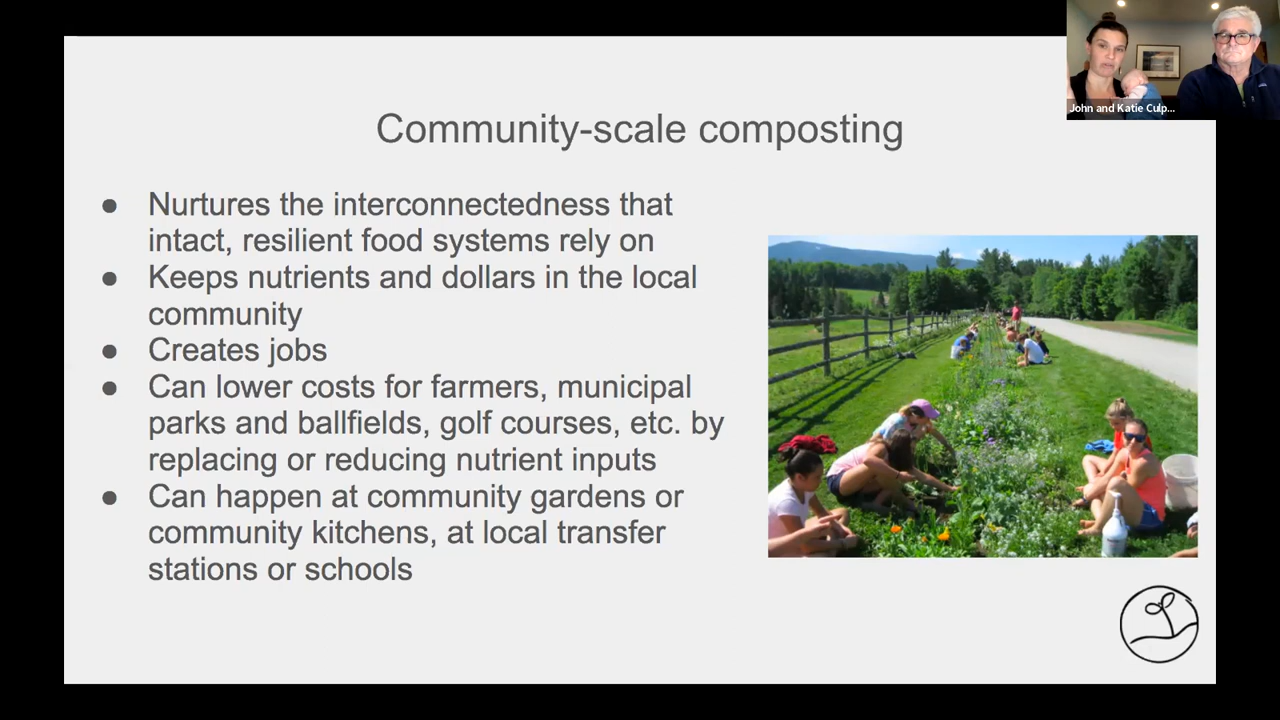 John and Katie Culp...
Community-scale composting
● Nurtures the interconnectedness that
intact, resilient food systems rely on
● Keeps nutrients and dollars in the local
community
● Creates jobs
● Can lower costs for farmers, municipal
parks and ballfields, golf courses, etc. by
replacing or reducing nutrient inputs
● Can happen at community gardens or
community kitchens, at local transfer
stations or schools